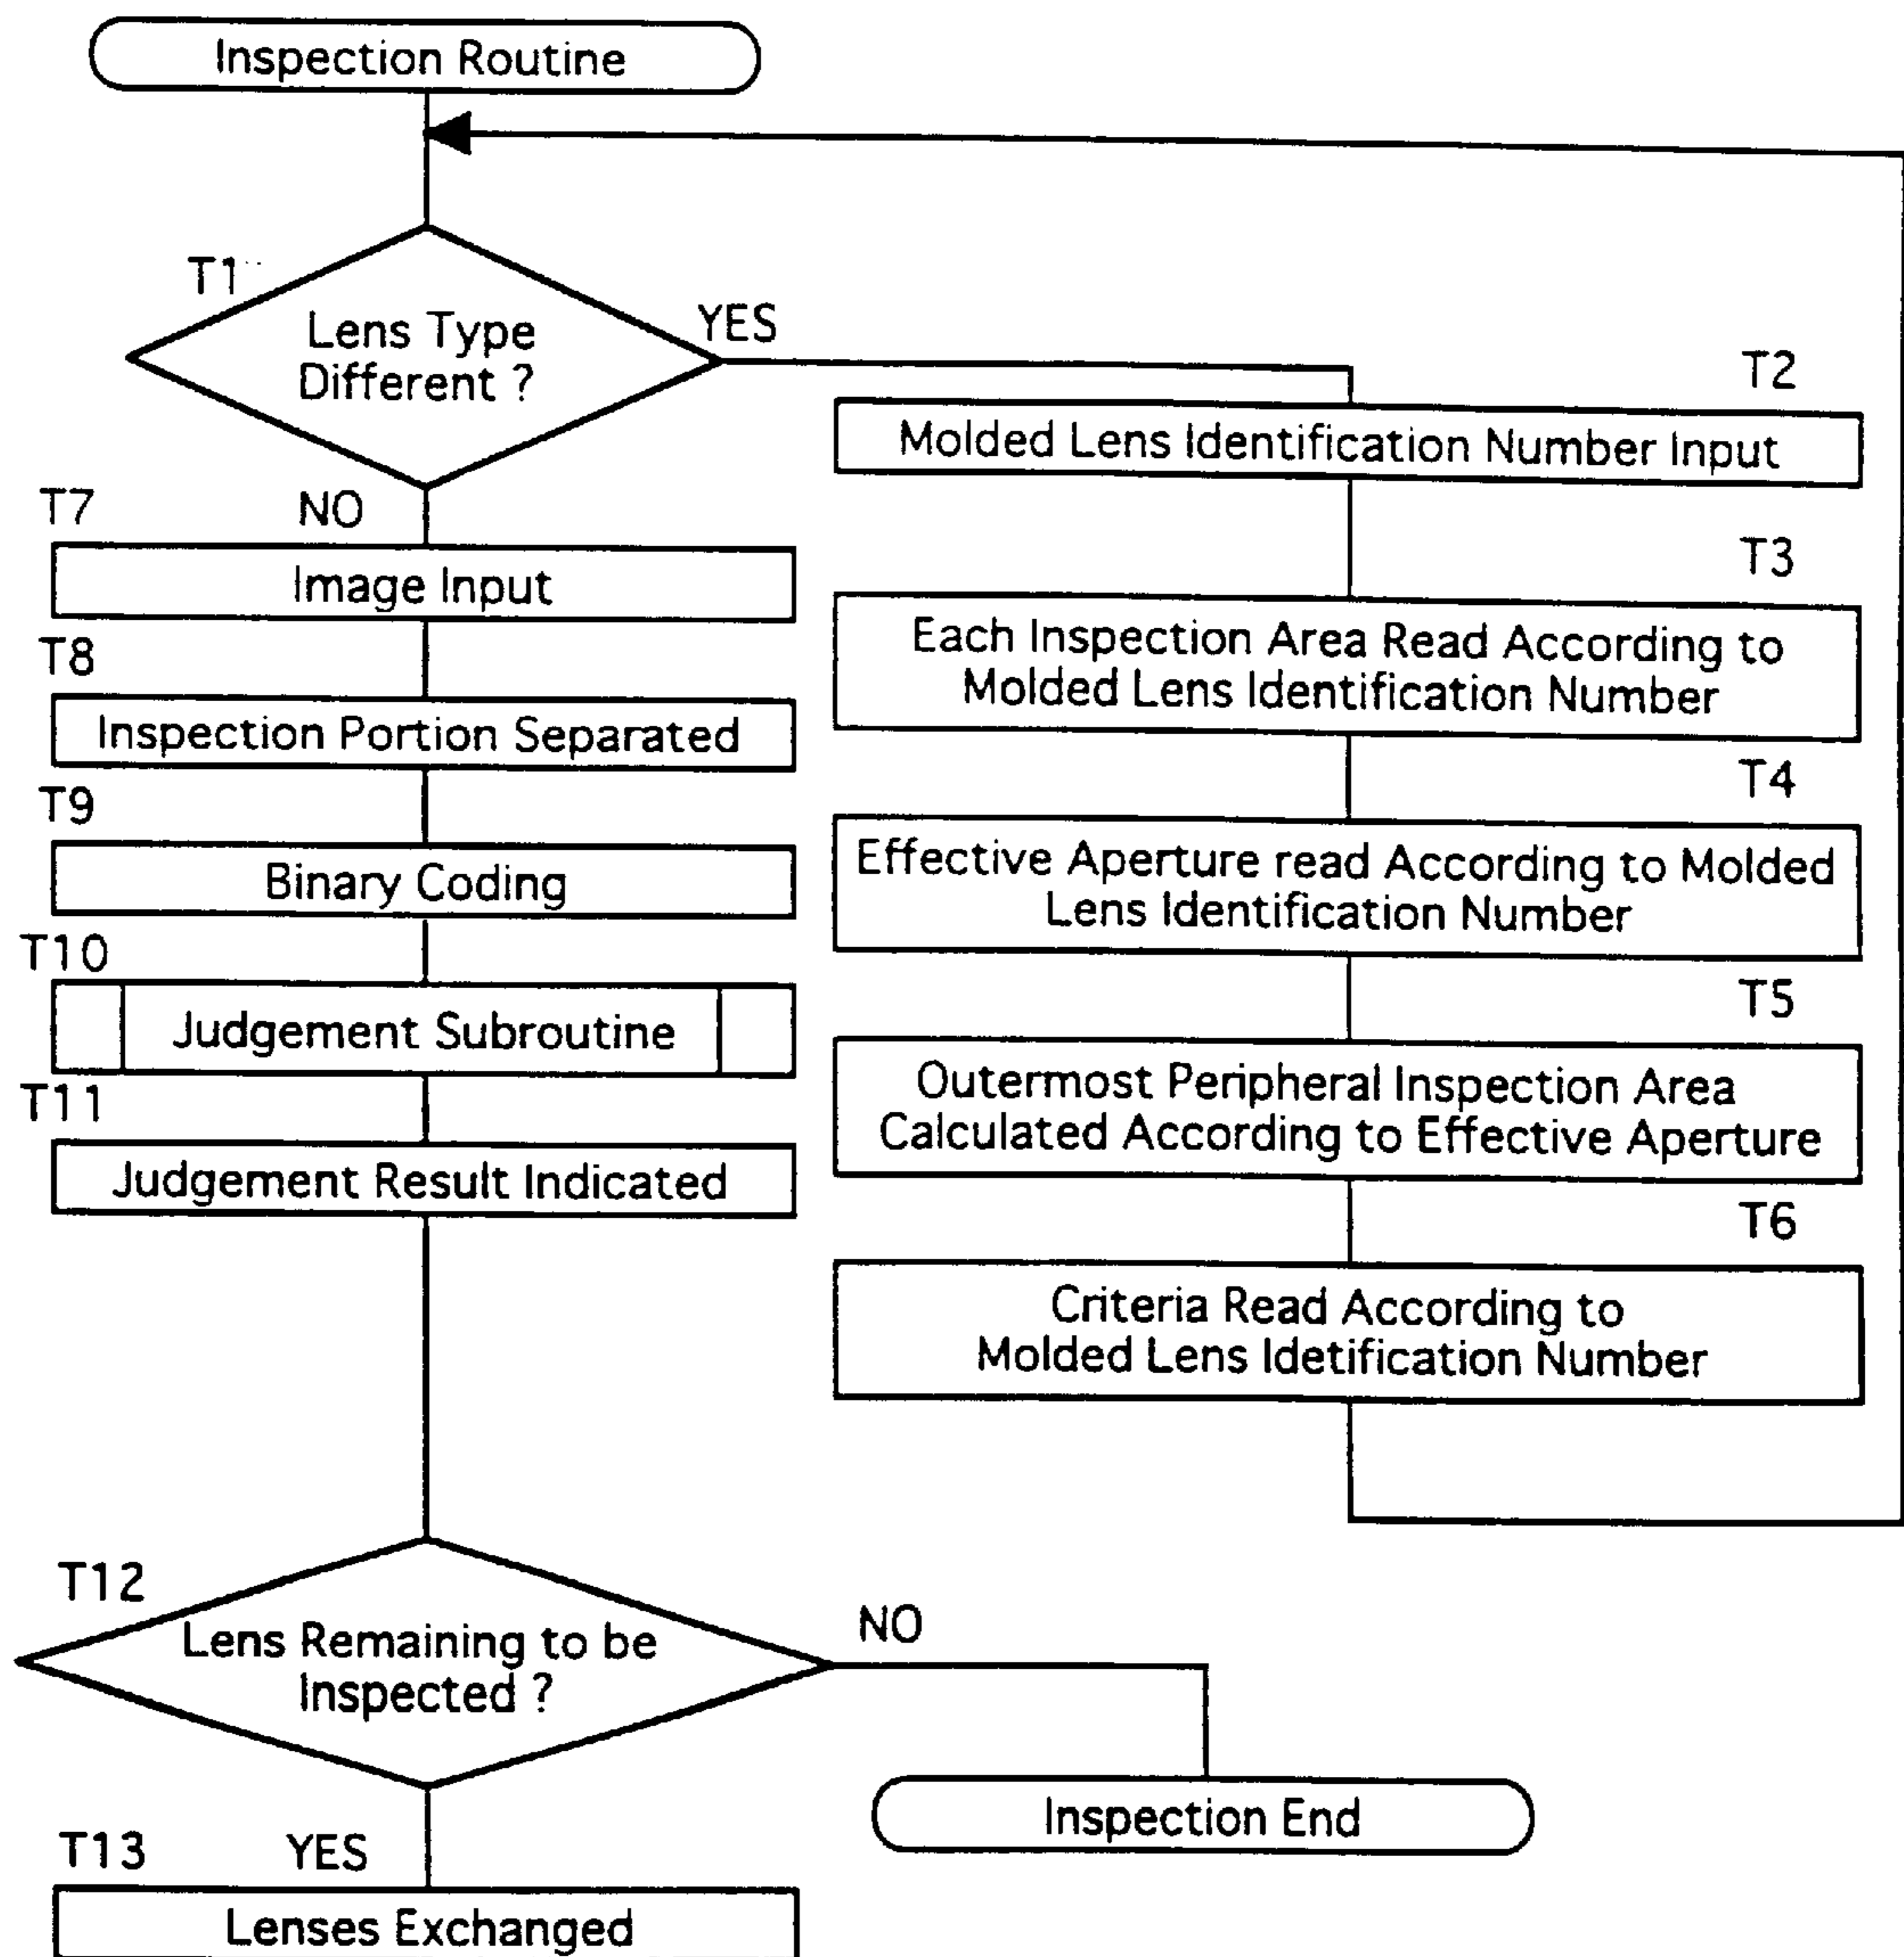 Inspection Routine
T1
Lens Type
Different ?
YES
T2
Molded Lens Identification Number Input
T3
Each Inspection Area Read According to
Molded Lens Identification Number
T4
Effective Aperture read According to Molded
Lens Identification Number
T5
Outermost Peripheral Inspection Area
Calculated According to Effective Aperture
T6
Criteria Read According to
Molded Lens Idetification Number
NO
T7
Image Input
T8
Inspection Portion Separated
T9
Binary Coding
T10
Judgement Subroutine
T11
Judgement Result Indicated
T12
Lens Remaining to be
Inspected ?
NO
Inspection End
YES
T13
Lenses Exchanged